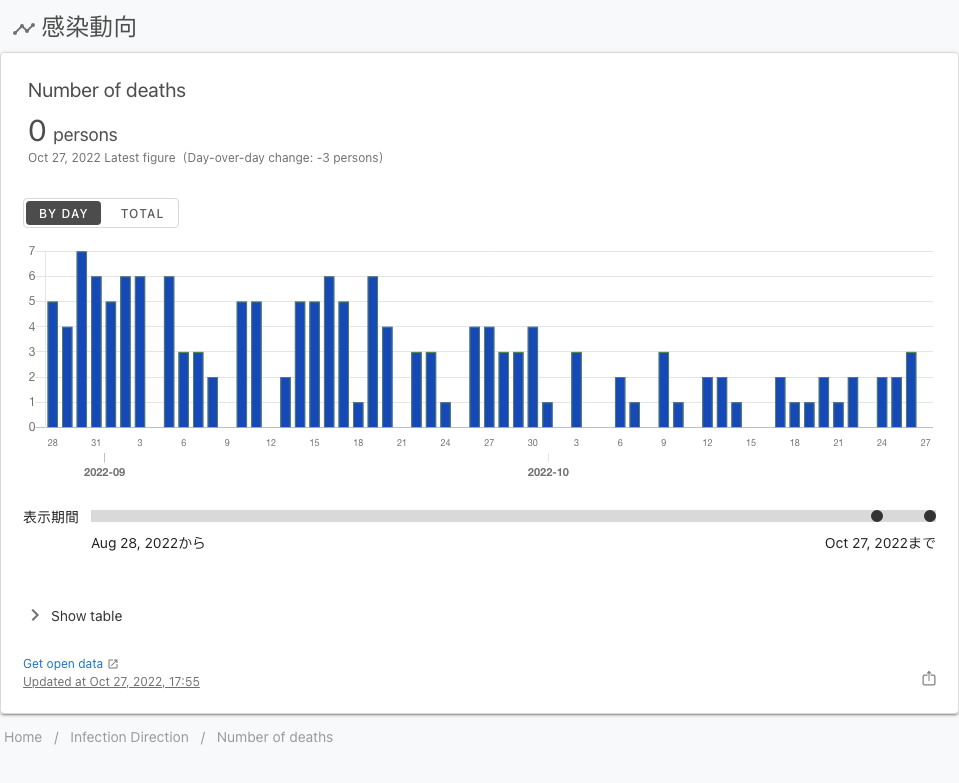 感染動向
Number of deaths
0 persons
Oct 27, 2022 Latest figure (Day-over-day change: -3 persons)
BY DAY TOTAL
7
6
5
4
3
2
1
0
28 31 3 6 9 12 15 18 21 24 27 30 3 6 9 12 15 18 21 24 27
2022-09 2022-10
表示期間
Aug 28, 2022から Oct 27, 2022まで
Show table
Get open data
Updated at Oct 27, 2022, 17:55
Home / Infection Direction / Number of deaths